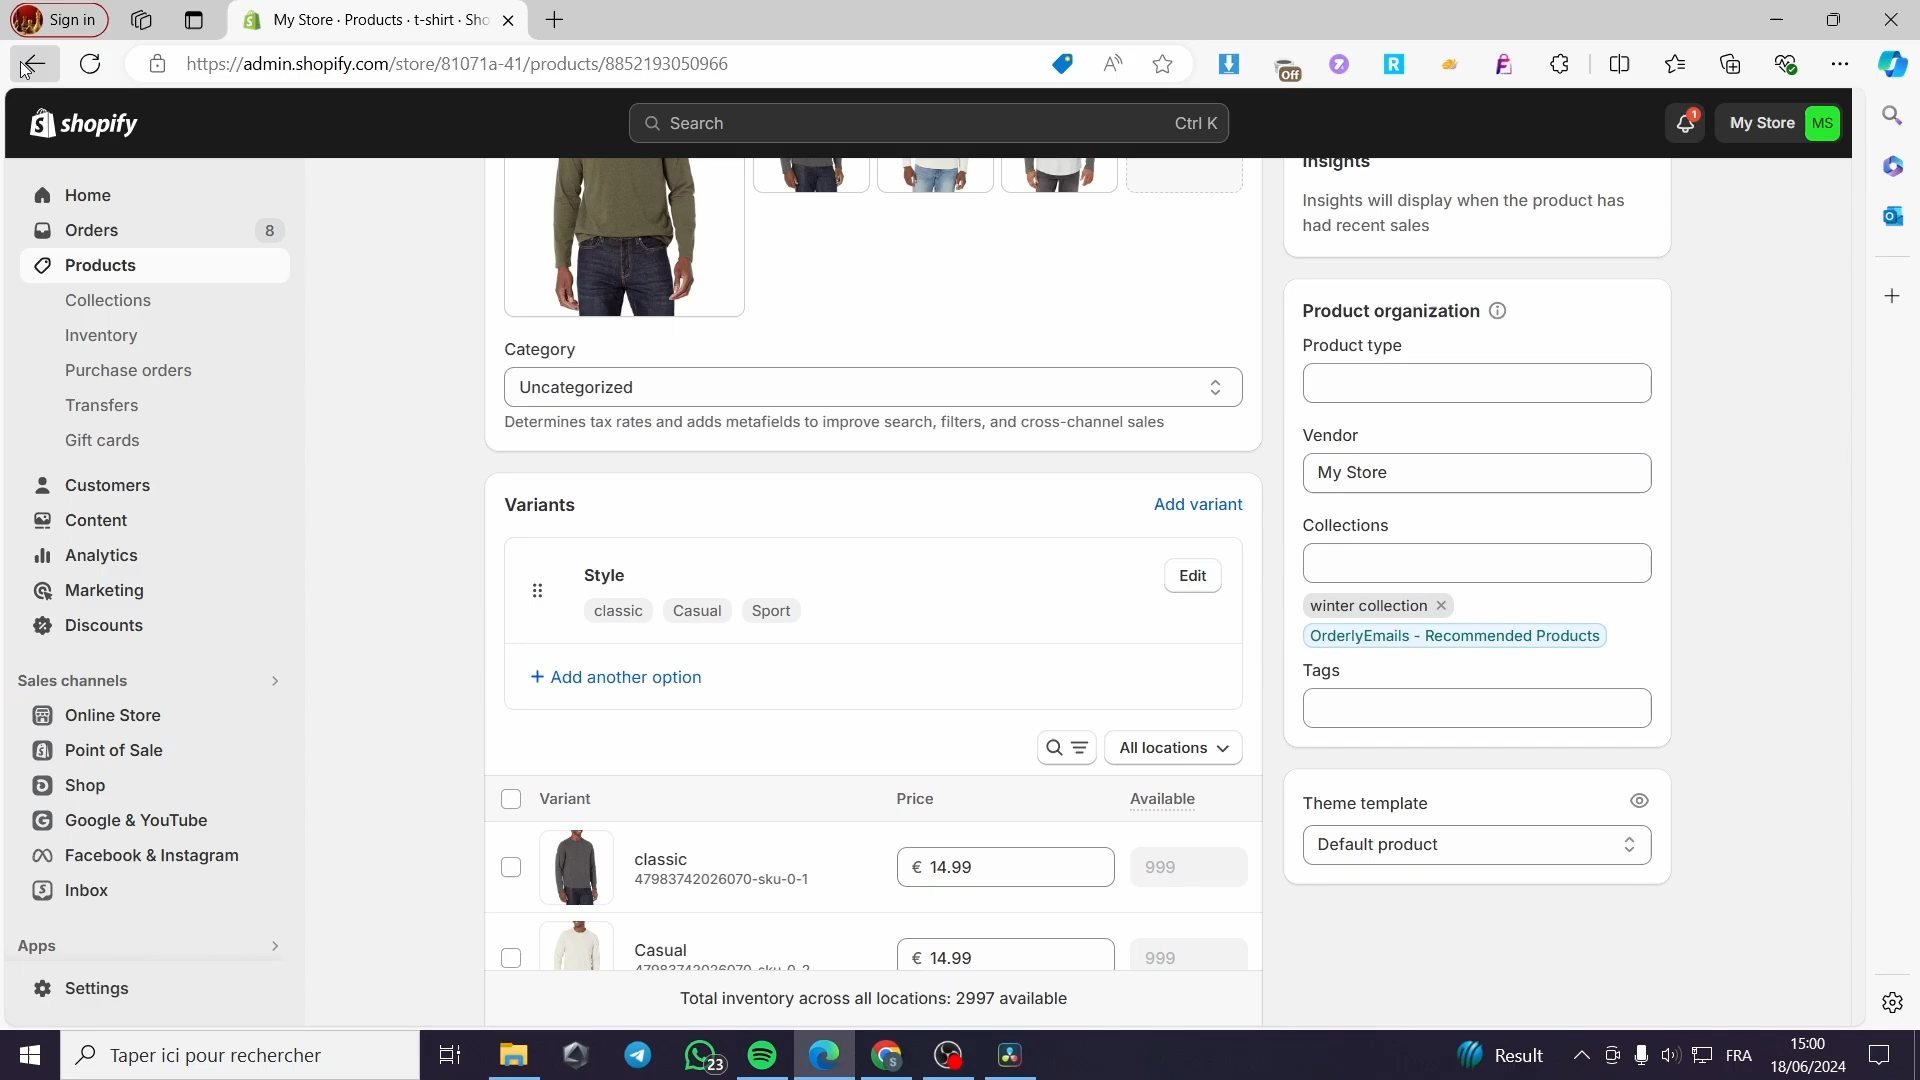 Sign in
My Store · Products · t-shirt · Sho
https://admin.shopify.com/store/81071a-41/products/8852193050966
Off
shopify
Search
Ctrl K
1
My Store
MS
Home
Orders
8
Products
Collections
Inventory
Purchase orders
Transfers
Gift cards
Customers
Content
Analytics
Marketing
Discounts
Sales channels
Online Store
Point of Sale
Shop
Google & YouTube
Facebook & Instagram
Inbox
Apps
Settings
Category
Uncategorized
Determines tax rates and adds metafields to improve search, filters, and cross-channel sales
Variants
Add variant
Style
Edit
classic
Casual
Sport
+ Add another option
All locations
Variant
Price
Available
classic
47983742026070-sku-0-1
€ 14.99
999
Casual
47983742026070-sku-0-2
€ 14.99
999
Total inventory across all locations: 2997 available
Insights
Insights will display when the product has
had recent sales
Product organization
Product type
Vendor
My Store
Collections
winter collection
OrderlyEmails - Recommended Products
Tags
Theme template
Default product
Taper ici pour rechercher
23
Result
FRA
15:00
18/06/2024